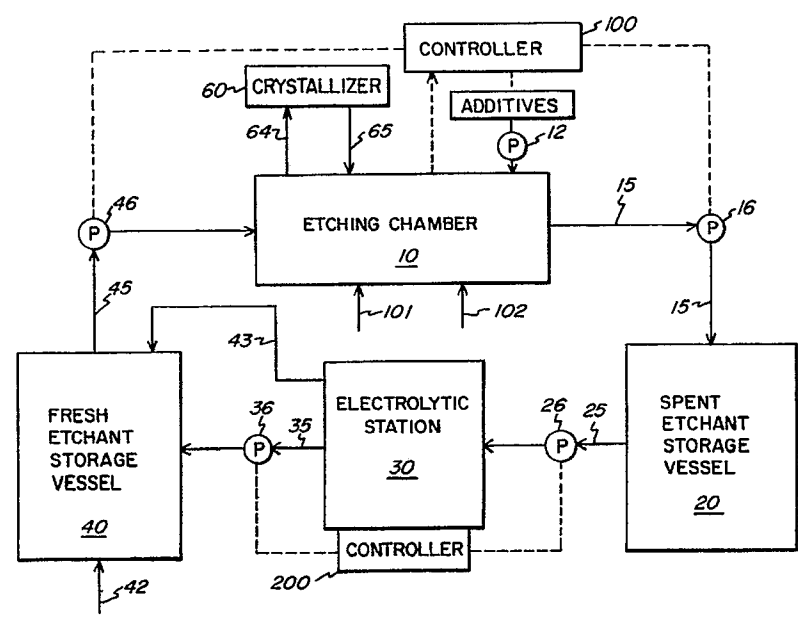 100
CONTROLLER
60
CRYSTALLIZER
ADDITIVES
64
65
P
12
46
P
ETCHING CHAMBER
10
15
P
16
45
101
102
15
43
FRESH
ETCHANT
STORAGE
VESSEL
40
36
P
35
ELECTROLYTIC
STATION
30
26
P
25
SPENT
ETCHANT
STORAGE
VESSEL
20
CONTROLLER
200
42